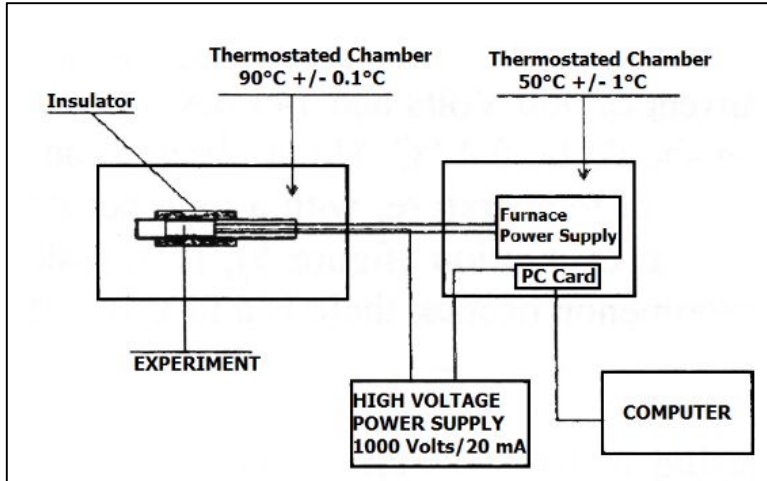 Thermostated Chamber
90°C +/- 0.1°C
Thermostated Chamber
50°C +/- 1°C
Insulator
Furnace
Power Supply
PC Card
EXPERIMENT
HIGH VOLTAGE
POWER SUPPLY
1000 Volts/20 mA
COMPUTER